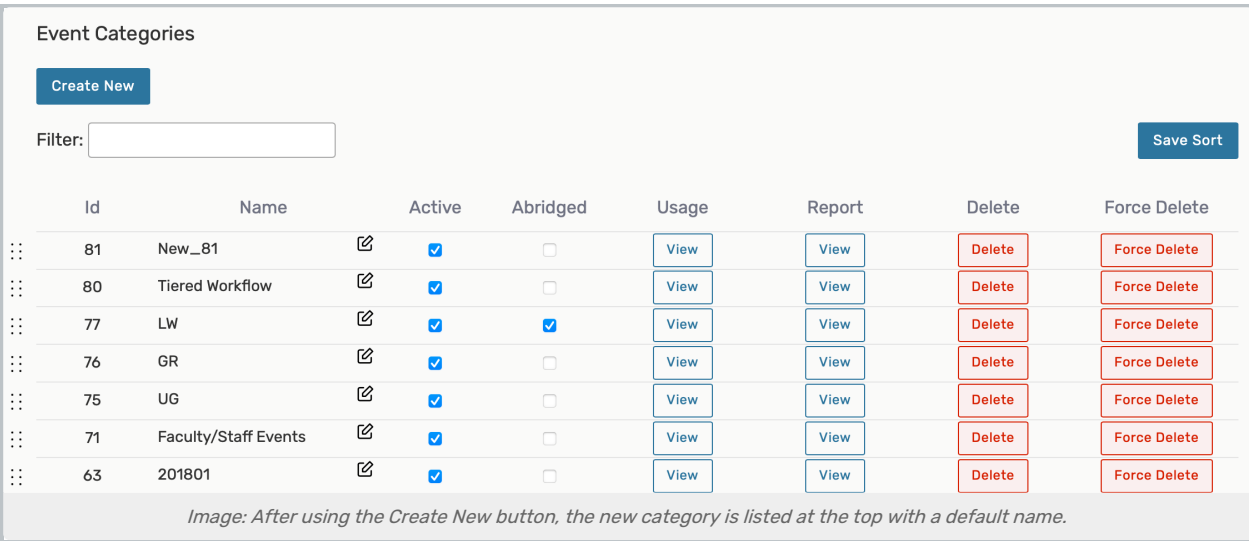 Event Categories
Create New
Filter:
Save Sort
Id Name Active Abridged Usage Report Delete Force Delete
81 New_81 View View Delete Force Delete
80 Tiered Workflow View View Delete Force Delete
77 LW View View Delete Force Delete
76 GR View View Delete Force Delete
75 UG View View Delete Force Delete
71 Faculty/Staff Events View View Delete Force Delete
63 201801 View View Delete Force Delete
Image: After using the Create New button, the new category is listed at the top with a default name.